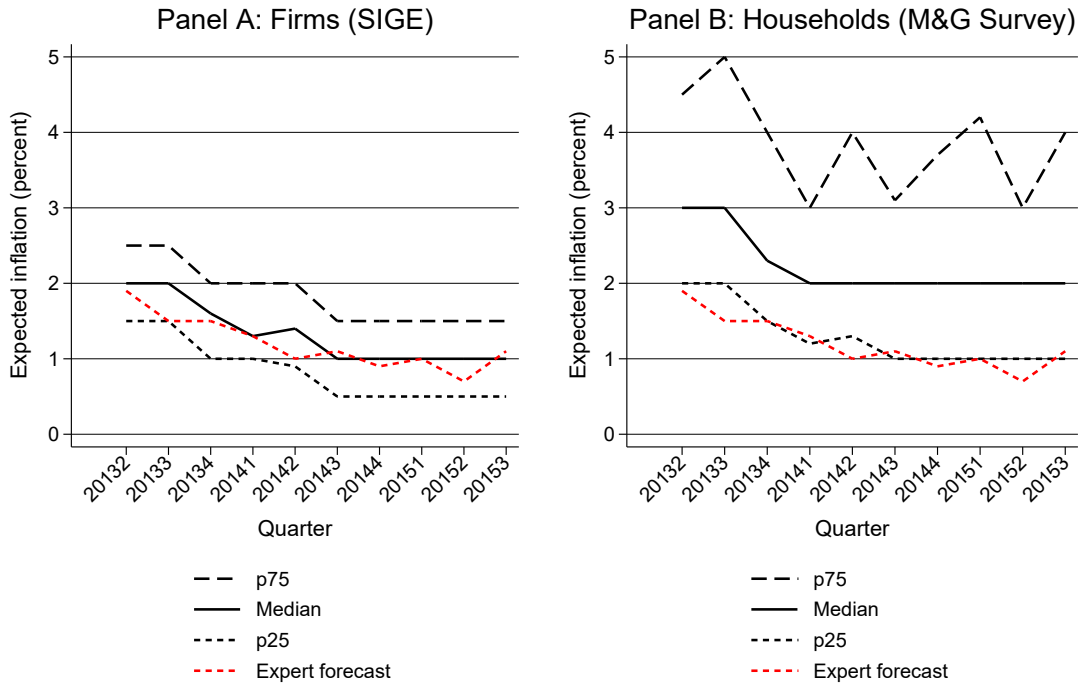 Panel A: Firms (SIGE)
Expected inflation (percent)
5
4
3
2
1
0
20132
20133
20134
20141
20142
20143
20144
20151
20152
20153
Quarter
p75
Median
p25
Expert forecast
Panel B: Households (M&G Survey)
Expected inflation (percent)
5
4
3
2
1
0
20132
20133
20134
20141
20142
20143
20144
20151
20152
20153
Quarter
p75
Median
p25
Expert forecast